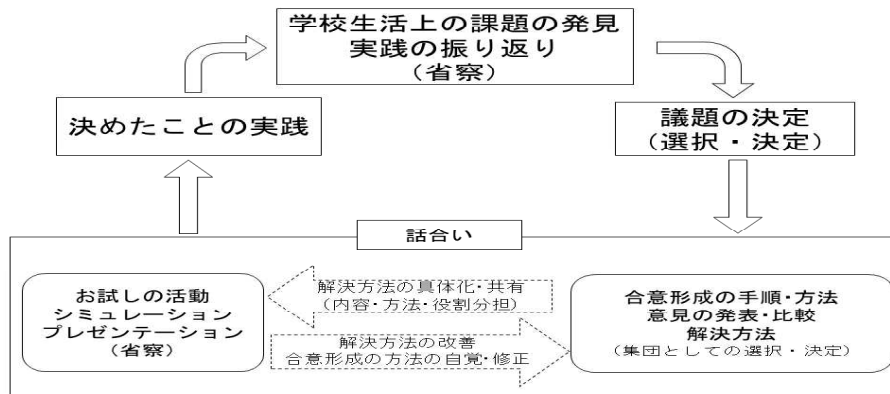 学校生活上の課題の発見
実践の振り返り
(省察)
決めたことの実践
議題の決定
(選択・決定)
話合い
お試しの活動
シミュレーション
プレゼンテーション
(省察)
解決方法の具体化・共有
(内容・方法・役割分担)
解決方法の改善
合意形成の方法の自覚・修正
合意形成の手順・方法
意見の発表・比較
解決方法
(集団としての選択・決定)